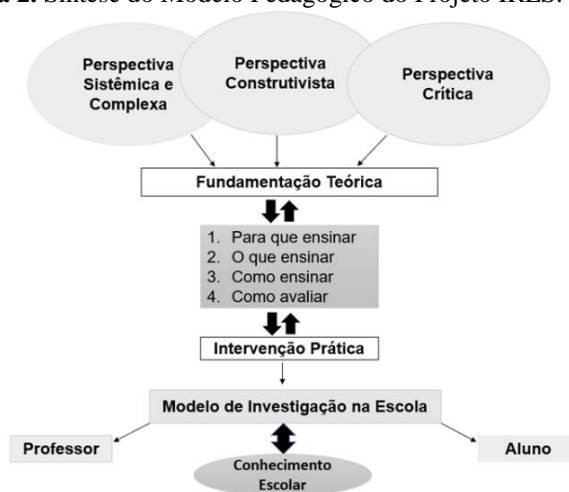 a 2. Síntese do Modelo Pedagógico do Projeto IRES.
Perspectiva
Sistêmica e
Complexa
Perspectiva
Construtivista
Perspectiva
Crítica
Fundamentação Teórica
1. Para que ensinar
2. O que ensinar
3. Como ensinar
4. Como avaliar
Intervenção Prática
Modelo de Investigação na Escola
Professor
Aluno
Conhecimento
Escolar